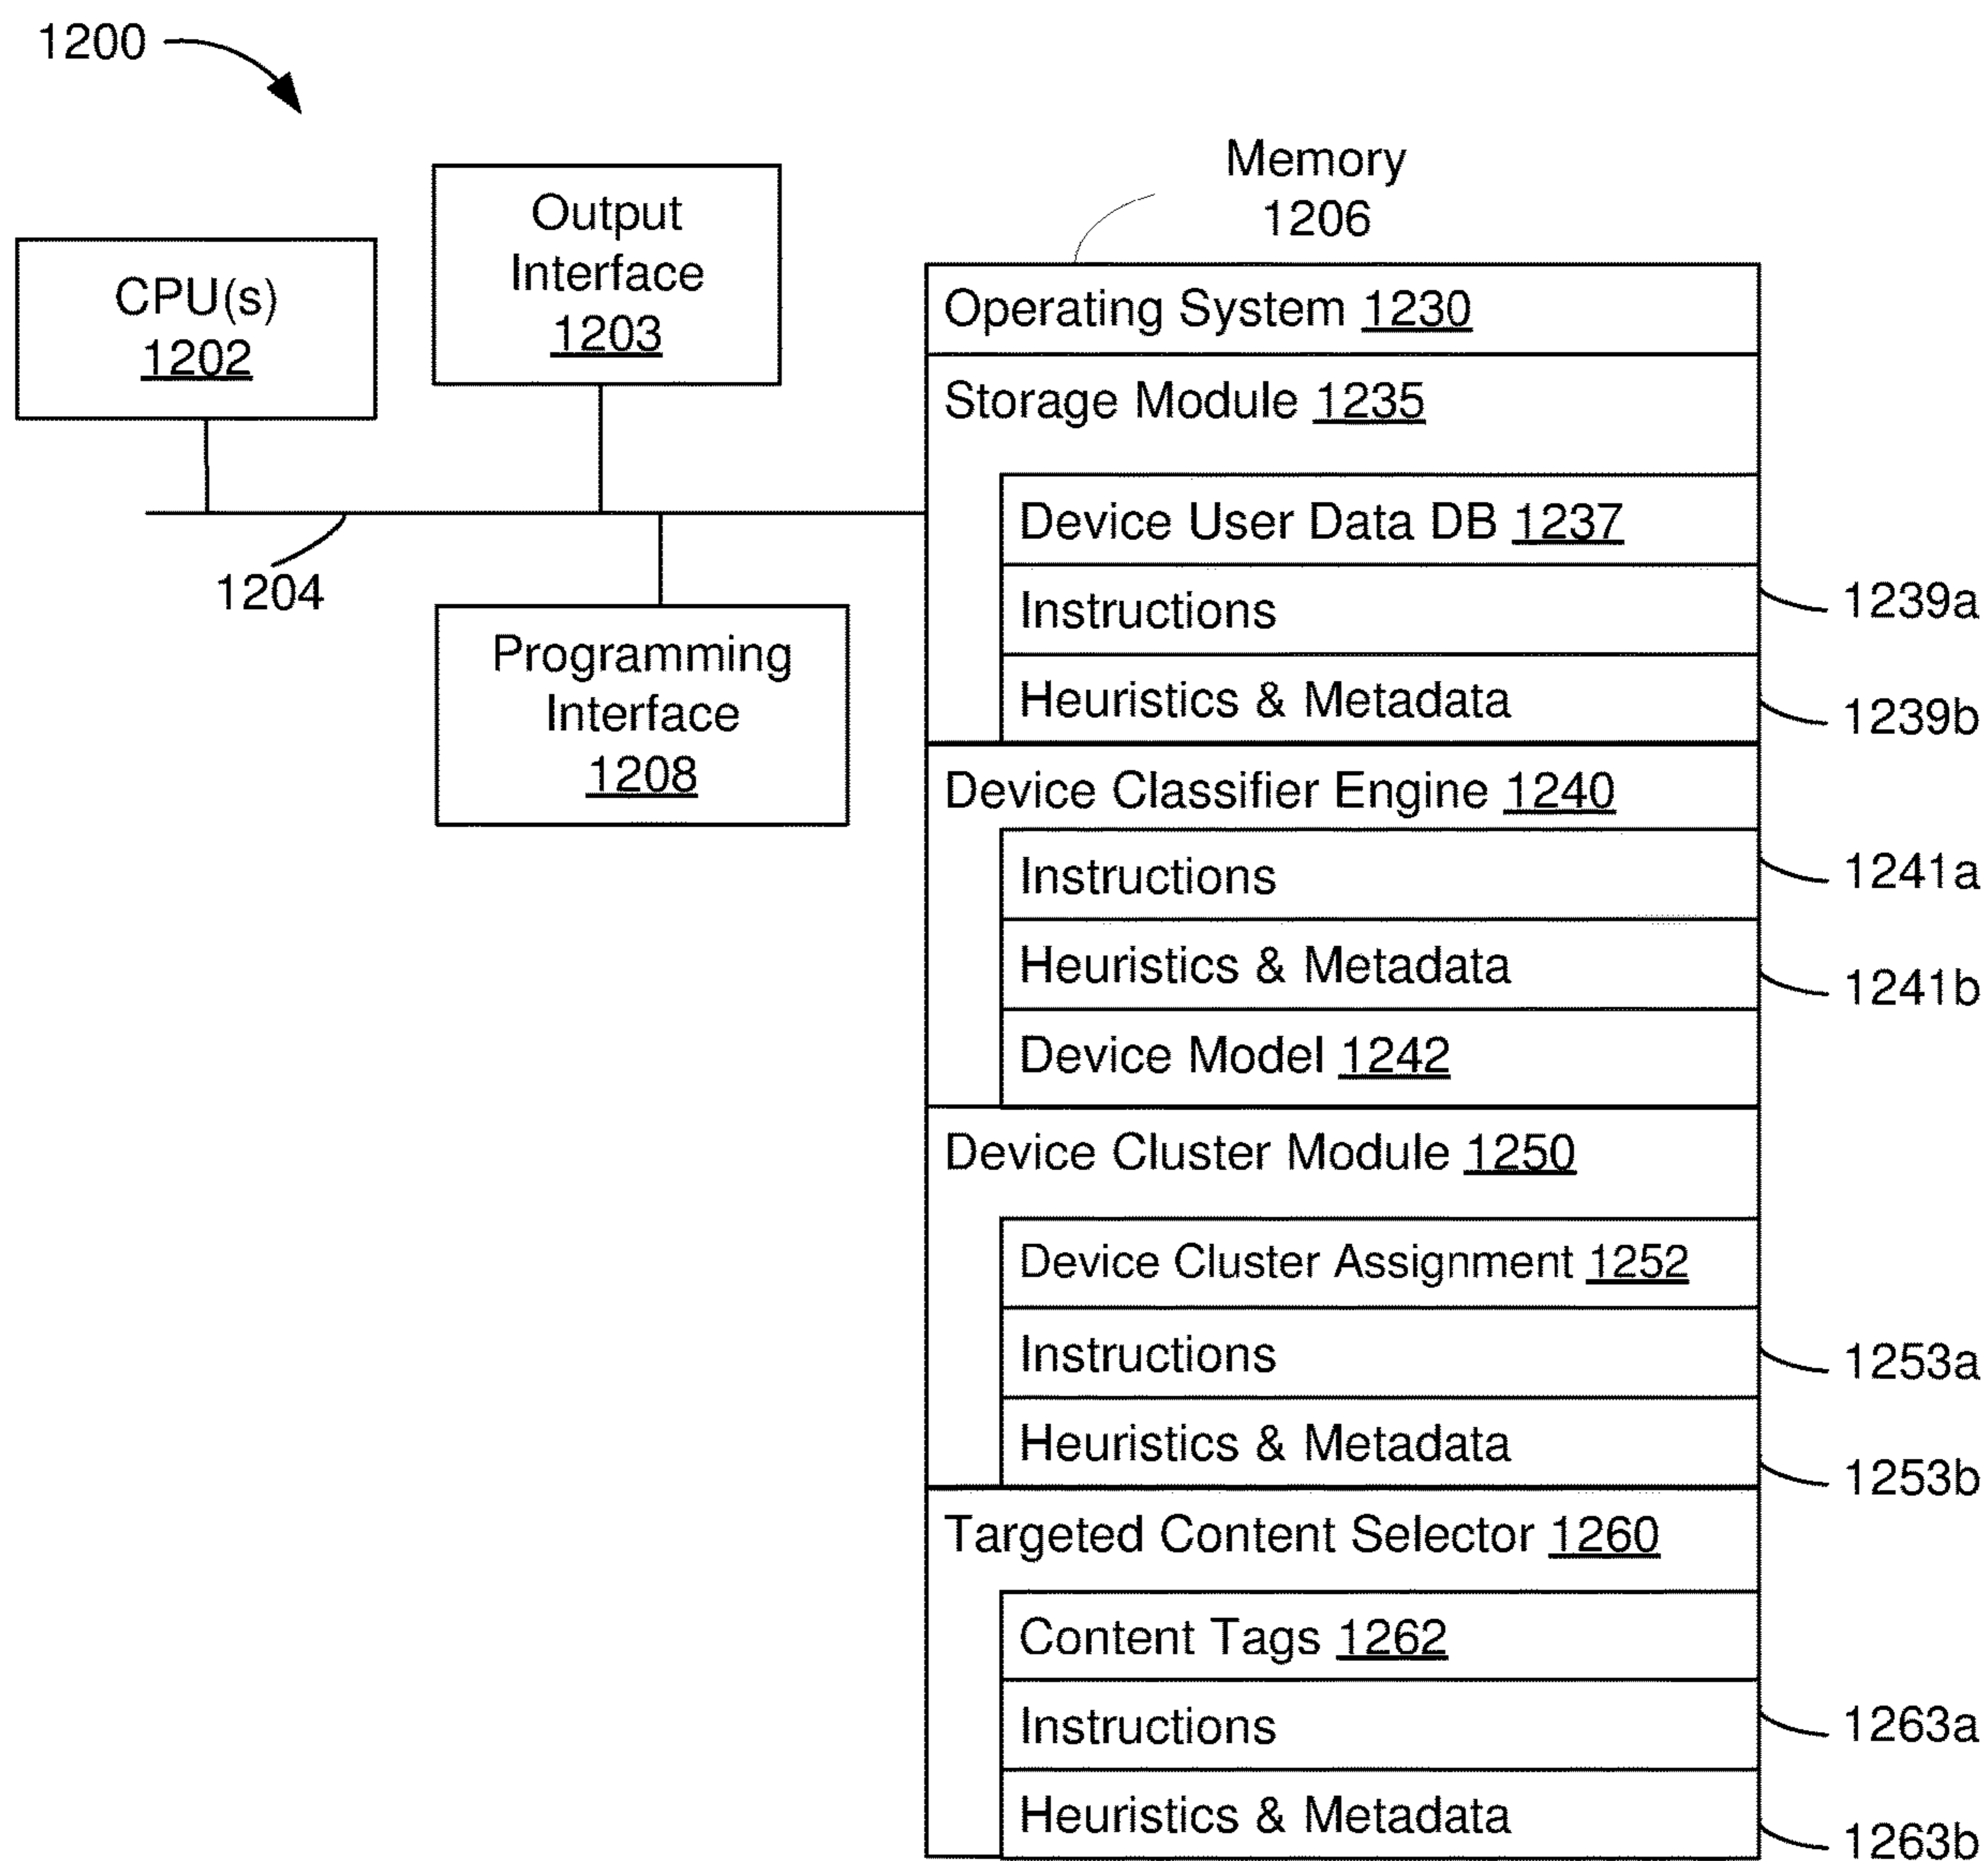 1200
CPU(s)
1202
Output
Interface
1203
1204
Programming
Interface
1208
Memory
1206
Operating System 1230
Storage Module 1235
Device User Data DB 1237
Instructions
1239a
Heuristics & Metadata
1239b
Device Classifier Engine 1240
Instructions
1241a
Heuristics & Metadata
1241b
Device Model 1242
Device Cluster Module 1250
Device Cluster Assignment 1252
Instructions
1253a
Heuristics & Metadata
1253b
Targeted Content Selector 1260
Content Tags 1262
Instructions
1263a
Heuristics & Metadata
1263b